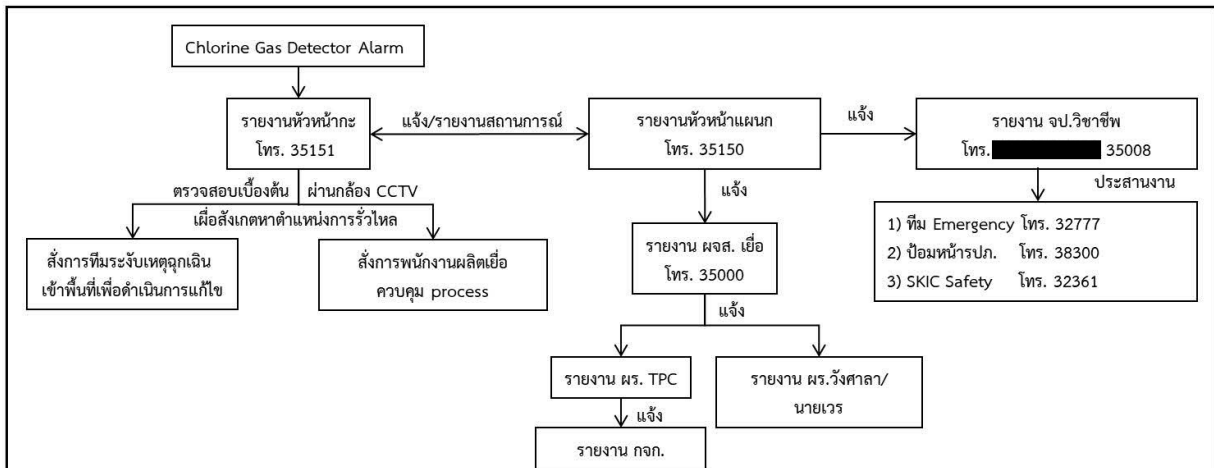 Chlorine Gas Detector Alarm
รายงานหัวหน้ากะ
โทร. 35151
แจ้ง/รายงานสถานการณ์
รายงานหัวหน้าแผนก
โทร. 35150
แจ้ง
รายงาน จป.วิชาชีพ
โทร. 35008
ตรวจสอบเบื้องต้น ผ่านกล้อง CCTV
เผื่อสังเกตหาตำแหน่งการรั่วไหล
สั่งการทีมระงับเหตุฉุกเฉิน
เข้าพื้นที่เพื่อดำเนินการแก้ไข
สั่งการพนักงานผลิตเยื่อ
ควบคุม process
แจ้ง
รายงาน ผจส. เยื่อ
โทร. 35000
ประสานงาน
1) ทีม Emergency โทร. 32777
2) ป้อมหน้ารปภ. โทร. 38300
3) SKIC Safety โทร. 32361
แจ้ง
รายงาน ผร. TPC
รายงาน ผร.วังศาลา/
นายเวร
แจ้ง
รายงาน กจก.